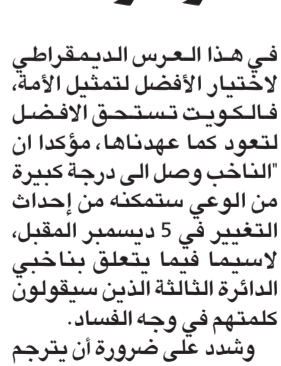 في هذا العرس الديمقراطي
لاختيار الأفضل لتمثيل الأمة،
فالكويت تستحق الافضل
لتعود كما عهدناها، مؤكدا ان
"الناخب وصل الى درجة كبيرة
من الوعي ستمكنه من إحداث
التغيير في 5 ديسمبر المقبل،
لاسيما فيما يتعلق بناخبي
الدائرة الثالثة الذين سيقولون
كلمتهم في وجه الفساد.
وشدد على ضرورة أن يترجم